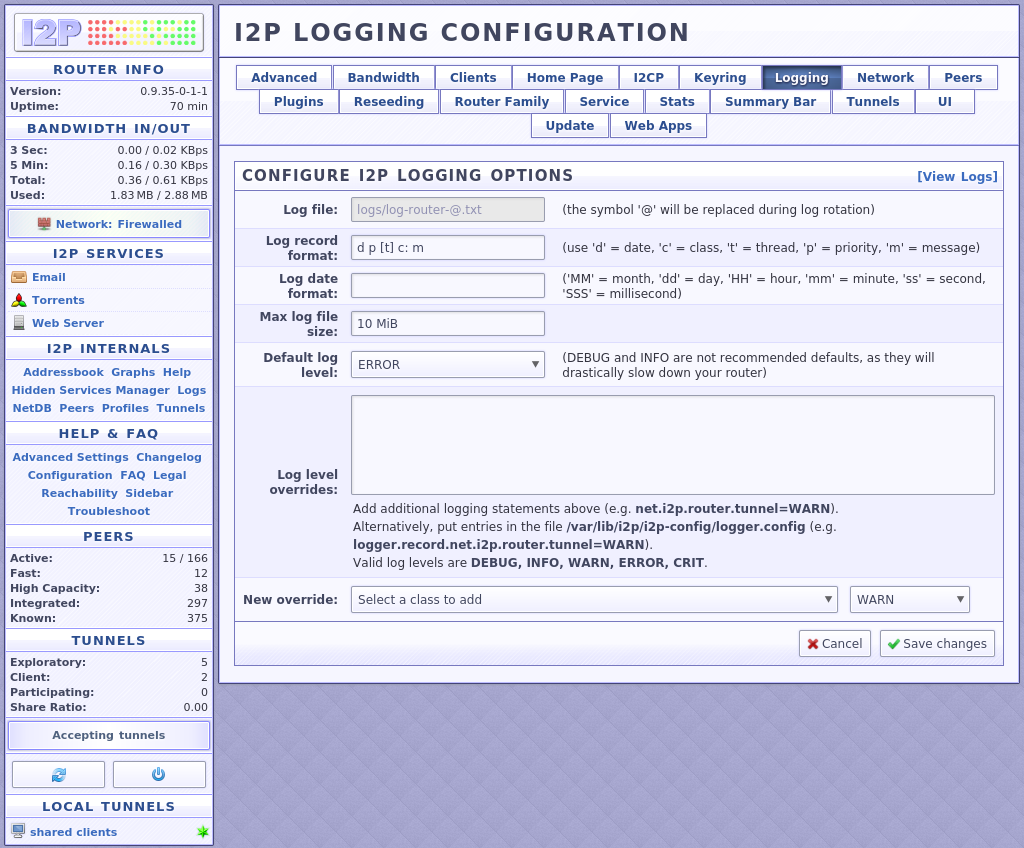 I2P
ROUTER INFO
Version: 0.9.35-0-1-1
Uptime: 70 min
BANDWIDTH IN/OUT
3 Sec: 0.00 / 0.02 KBps
5 Min: 0.16 / 0.30 KBps
Total: 0.36 / 0.61 KBps
Used: 1.83 MB / 2.88 MB
Network: Firewalled
I2P SERVICES
Email
Torrents
Web Server
I2P INTERNALS
Addressbook Graphs Help
Hidden Services Manager Logs
NetDB Peers Profiles Tunnels
HELP & FAQ
Advanced Settings Changelog
Configuration FAQ Legal
Reachability Sidebar
Troubleshoot
PEERS
Active: 15 / 166
Fast: 12
High Capacity: 38
Integrated: 297
Known: 375
TUNNELS
Exploratory: 5
Client: 2
Participating: 0
Share Ratio: 0.00
Accepting tunnels
LOCAL TUNNELS
shared clients
I2P LOGGING CONFIGURATION
Advanced Bandwidth Clients Home Page I2CP Keyring Logging Network Peers
Plugins Reseeding Router Family Service Stats Summary Bar Tunnels UI
Update Web Apps
CONFIGURE I2P LOGGING OPTIONS [View Logs]
Log file: logs/log-router-@.txt (the symbol '@' will be replaced during log rotation)
Log record
format: d p [t] c: m (use 'd' = date, 'c' = class, 't' = thread, 'p' = priority, 'm' = message)
Log date
format: ('MM' = month, 'dd' = day, 'HH' = hour, 'mm' = minute, 'ss' = second,
'SSS' = millisecond)
Max log file
size: 10 MiB
Default log
level: ERROR (DEBUG and INFO are not recommended defaults, as they will
drastically slow down your router)
Log level
overrides:
Add additional logging statements above (e.g. net.i2p.router.tunnel=WARN).
Alternatively, put entries in the file /var/lib/i2p/i2p-config/logger.config (e.g.
logger.record.net.i2p.router.tunnel=WARN).
Valid log levels are DEBUG, INFO, WARN, ERROR, CRIT.
New override: Select a class to add WARN
Cancel Save changes